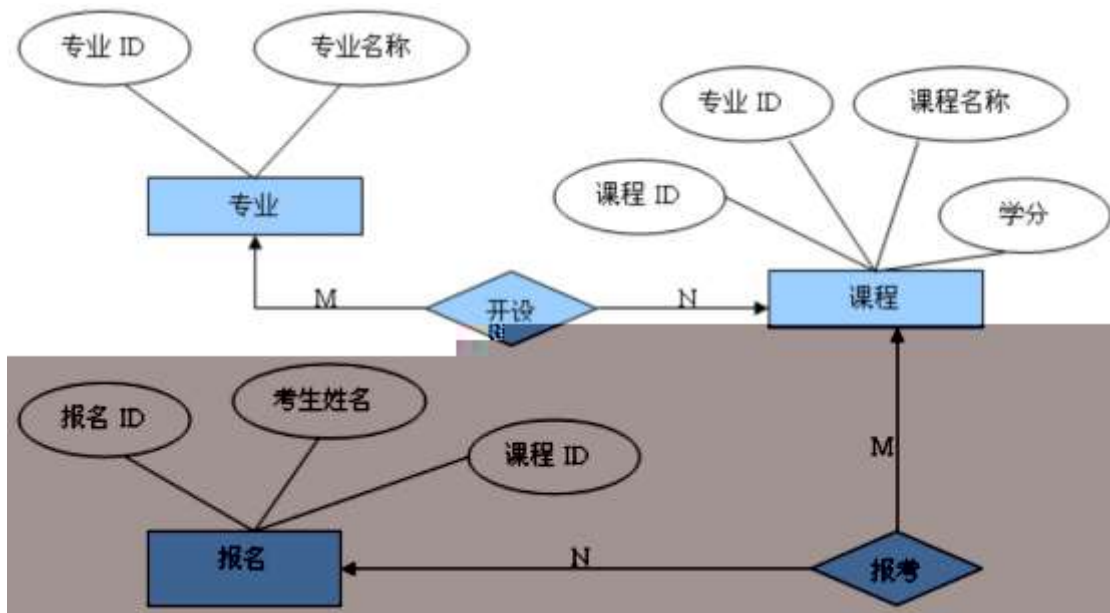 专业 ID
专业名称
专业 ID
课程名称
课程 ID
学分
专业
课程
M
开设
N
报名 ID
考生姓名
课程 ID
M
报名
N
报考